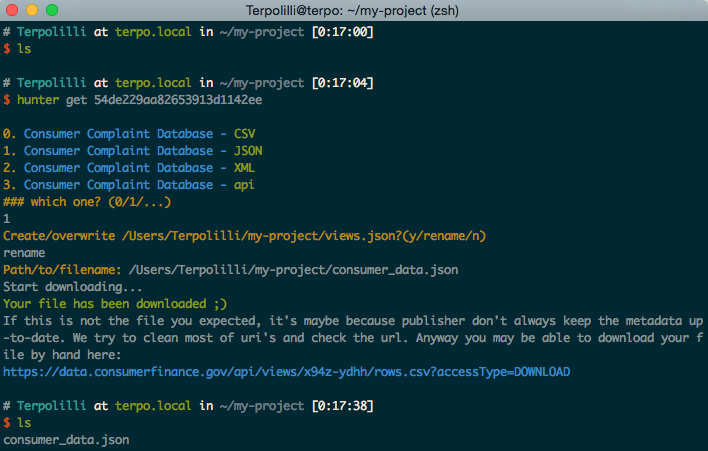 Terpolilli@terpo: ~/my-project (zsh)
# Terpolilli at terpo.local in ~/my-project [0:17:00]
$ ls
# Terpolilli at terpo.local in ~/my-project [0:17:04]
$ hunter get 54de229aa82653913d1142ee
0. Consumer Complaint Database - CSV
1. Consumer Complaint Database - JSON
2. Consumer Complaint Database - XML
3. Consumer Complaint Database - api
### which one? (0/1/...)
1
Create/overwrite /Users/Terpolilli/my-project/views.json?(y/rename/n)
rename
Path/to/filename: /Users/Terpolilli/my-project/consumer_data.json
Start downloading...
Your file has been downloaded ;)
If this is not the file you expected, it's maybe because publisher don't always keep the metadata up
-to-date. We try to clean most of uri's and check the url. Anyway you may be able to download your f
ile by hand here:
https://data.consumerfinance.gov/api/views/x94z-ydhh/rows.csv?accessType=DOWNLOAD
# Terpolilli at terpo.local in ~/my-project [0:17:38]
$ ls
consumer_data.json